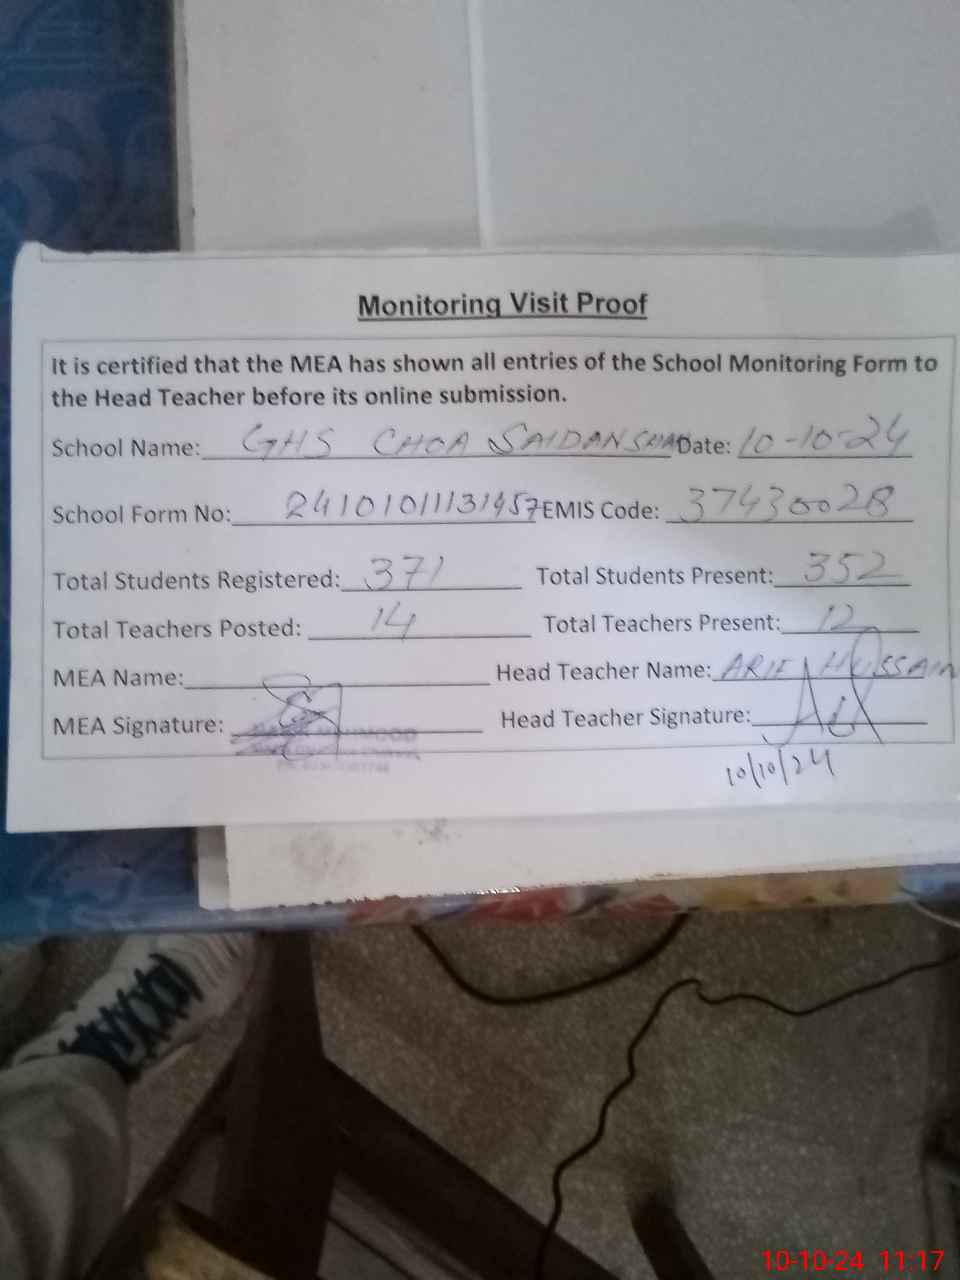 Monitoring Visit Proof
It is certified that the MEA has shown all entries of the School Monitoring Form to
the Head Teacher before its online submission.
School Name: GHS CHOA SAIDANSHAH Date: 10-10-24
School Form No: 24101011131457 EMIS Code: 37430028
Total Students Registered: 371 Total Students Present: 352
Total Teachers Posted: 14 Total Teachers Present: 12
MEA Name: Head Teacher Name: ARIF HUSSAIN
MEA Signature: Head Teacher Signature:
MOOD
10/10/24
10-10-24 11:17